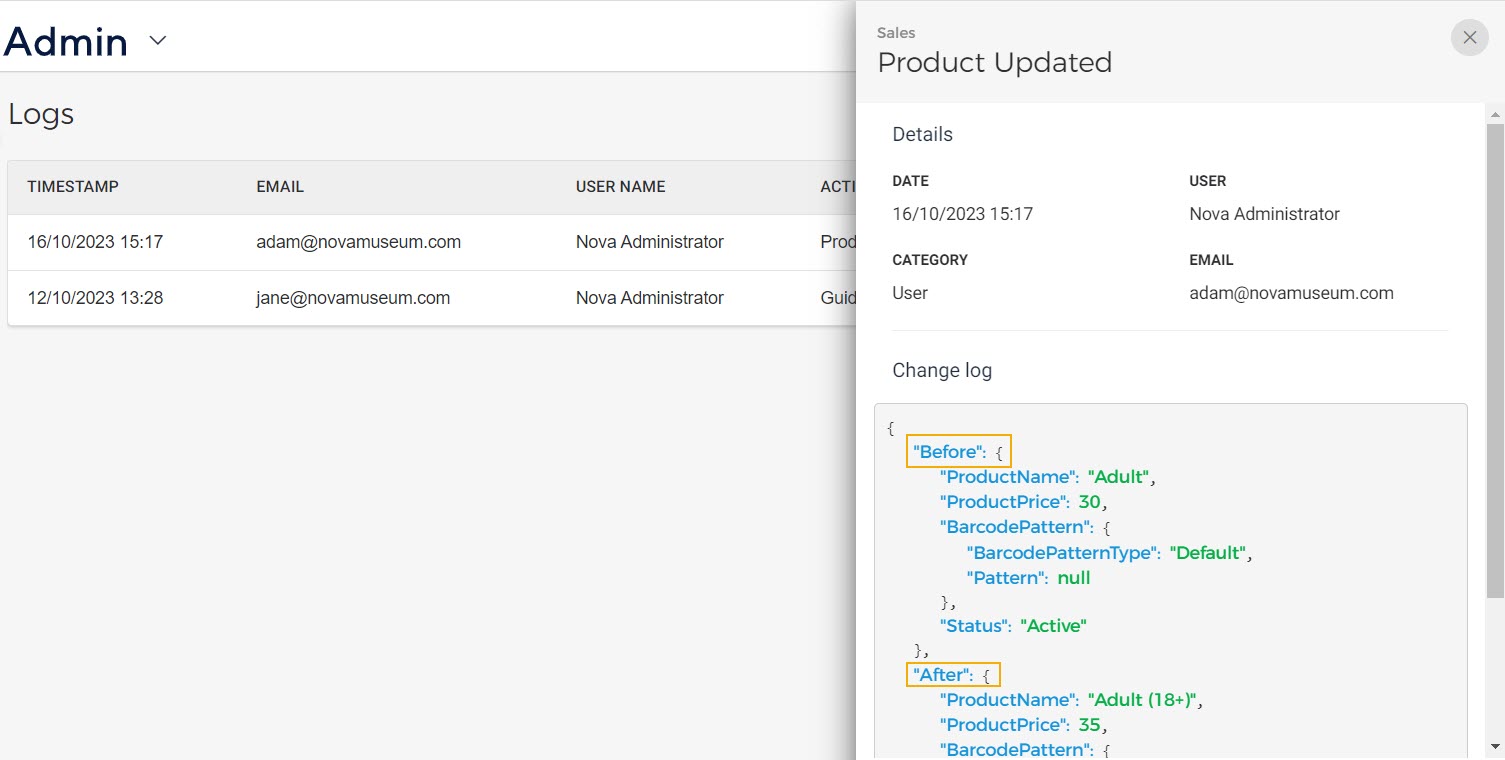 Admin
Logs
TIMESTAMP EMAIL USER NAME ACTI
16/10/2023 15:17 adam@novamuseum.com Nova Administrator Prod
12/10/2023 13:28 jane@novamuseum.com Nova Administrator Guid
Sales
Product Updated
Details
DATE USER
16/10/2023 15:17 Nova Administrator
CATEGORY EMAIL
User adam@novamuseum.com
Change log
{
"Before": {
"ProductName": "Adult",
"ProductPrice": 30,
"BarcodePattern": {
"BarcodePatternType": "Default",
"Pattern": null
},
"Status": "Active"
},
"After": {
"ProductName": "Adult (18+)",
"ProductPrice": 35,
"BarcodePattern": {